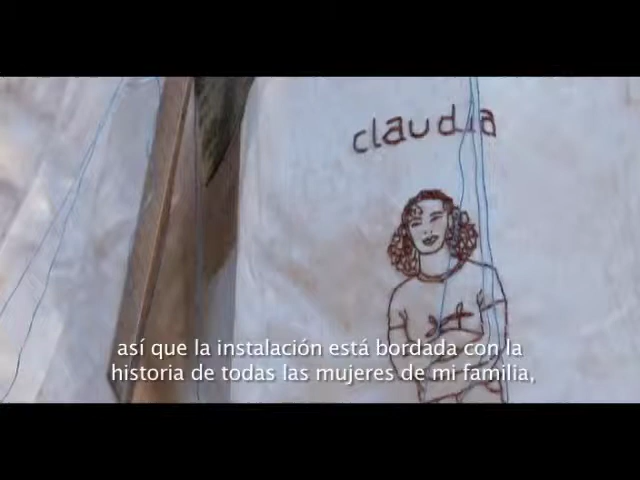 claudia
así que la instalación está bordada con la
historia de todas las mujeres de mi familia,